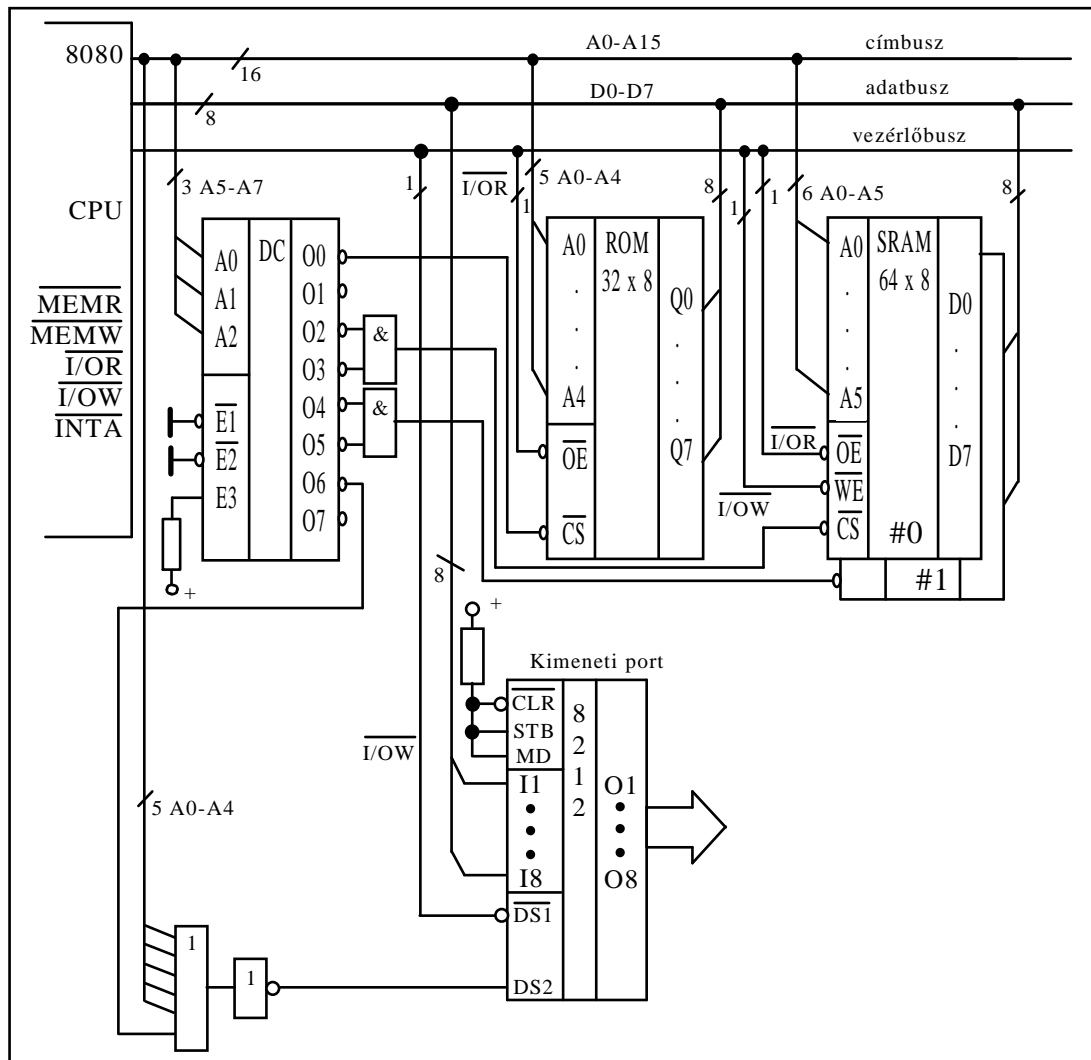 8080
A0-A15
címbusz
16
D0-D7
adatbusz
8
vezérlőbusz
3 A5-A7
1
I/OR
1
5 A0-A4
8
1
1
6 A0-A5
8
CPU
MEMR
MEMW
I/OR
I/OW
INTA
A0
A1
A2
E1
E2
E3
DC
O0
O1
O2
O3
O4
O5
O6
O7
&
&
+
A0
.
.
.
A4
OE
CS
ROM
32 x 8
Q0
.
.
.
Q7
A0
.
.
.
A5
I/OR
OE
I/OW
WE
CS
SRAM
64 x 8
#0
#1
D0
.
.
.
D7
8
+
Kimeneti port
CLR
STB
MD
8
2
1
2
I/OW
I1
I8
O1
O8
DS1
DS2
5 A0-A4
1
1